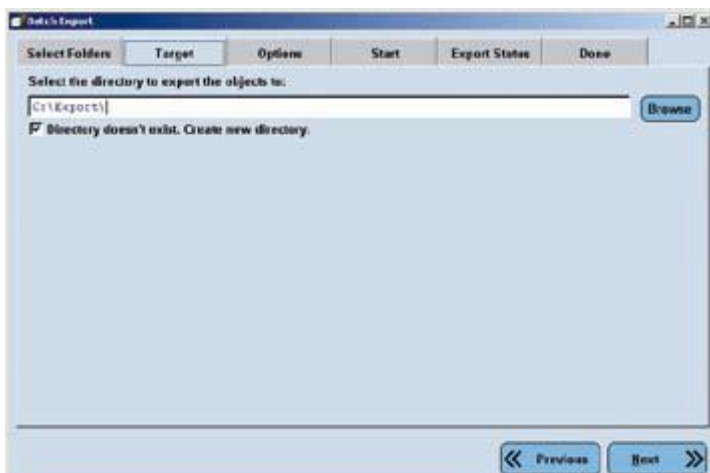 Batch Export
Select Folders Target Options Start Export Status Done
Select the directory to export the objects to:
C:\Export\
Directory doesn't exist. Create new directory.
Browse
Previous Next